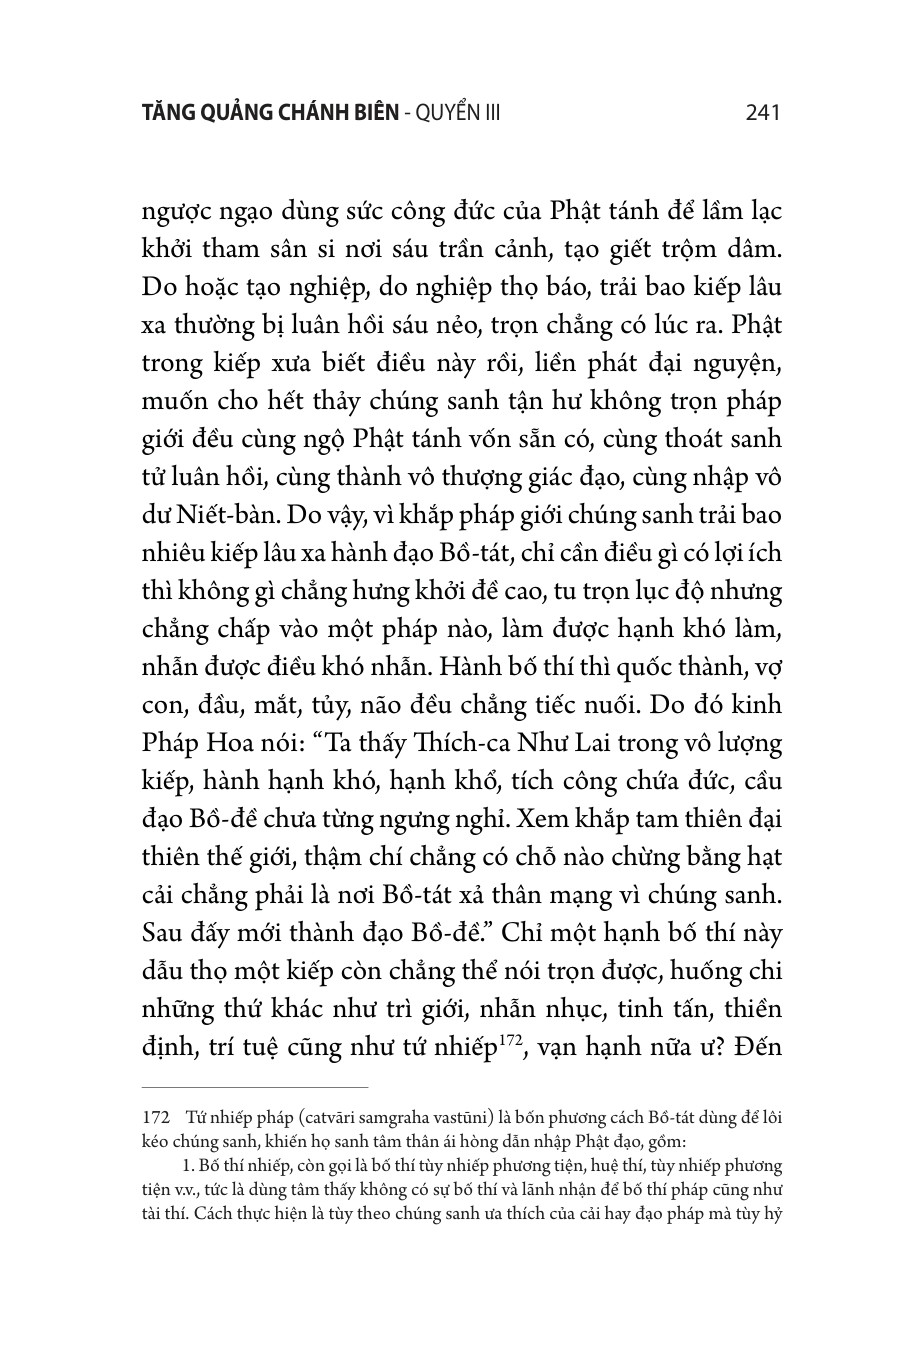 TĂNG QUẢNG CHÁNH BIÊN - QUYỂN III 241
ngược ngạo dùng sức công đức của Phật tánh để lầm lạc
khởi tham sân si nơi sáu trần cảnh, tạo giết trộm dâm.
Do hoặc tạo nghiệp, do nghiệp thọ báo, trải bao kiếp lâu
xa thường bị luân hồi sáu nẻo, trọn chẳng có lúc ra. Phật
trong kiếp xưa biết điều này rồi, liền phát đại nguyện,
muốn cho hết thảy chúng sanh tận hư không trọn pháp
giới đều cùng ngộ Phật tánh vốn sẵn có, cùng thoát sanh
tử luân hồi, cùng thành vô thượng giác đạo, cùng nhập vô
dư Niết-bàn. Do vậy, vì khắp pháp giới chúng sanh trải bao
nhiêu kiếp lâu xa hành đạo Bồ-tát, chỉ cần điều gì có lợi ích
thì không gì chẳng hưng khởi đề cao, tu trọn lục độ nhưng
chẳng chấp vào một pháp nào, làm được hạnh khó làm,
nhẫn được điều khó nhẫn. Hành bố thí thì quốc thành, vợ
con, đầu, mắt, tủy, não đều chẳng tiếc nuối. Do đó kinh
Pháp Hoa nói: “Ta thấy Thích-ca Như Lai trong vô lượng
kiếp, hành hạnh khó, hạnh khổ, tích công chứa đức, cầu
đạo Bồ-đề chưa từng ngưng nghỉ. Xem khắp tam thiên đại
thiên thế giới, thậm chí chẳng có chỗ nào chừng bằng hạt
cải chẳng phải là nơi Bồ-tát xả thân mạng vì chúng sanh.
Sau đấy mới thành đạo Bồ-đề.” Chỉ một hạnh bố thí này
dẫu thọ một kiếp còn chẳng thể nói trọn được, huống chi
những thứ khác như trì giới, nhẫn nhục, tinh tấn, thiền
định, trí tuệ cũng như tứ nhiếp172, vạn hạnh nữa ư? Đến
172 Tứ nhiếp pháp (catvāri samgraha vastūni) là bốn phương cách Bồ-tát dùng để lôi
kéo chúng sanh, khiến họ sanh tâm thân ái hòng dẫn nhập Phật đạo, gồm:
1. Bố thí nhiếp, còn gọi là bố thí tùy nhiếp phương tiện, huệ thí, tùy nhiếp phương
tiện v.v., tức là dùng tâm thấy không có sự bố thí và lãnh nhận để bố thí pháp cũng như
tài thí. Cách thực hiện là tùy theo chúng sanh ưa thích của cải hay đạo pháp mà tùy hỷ